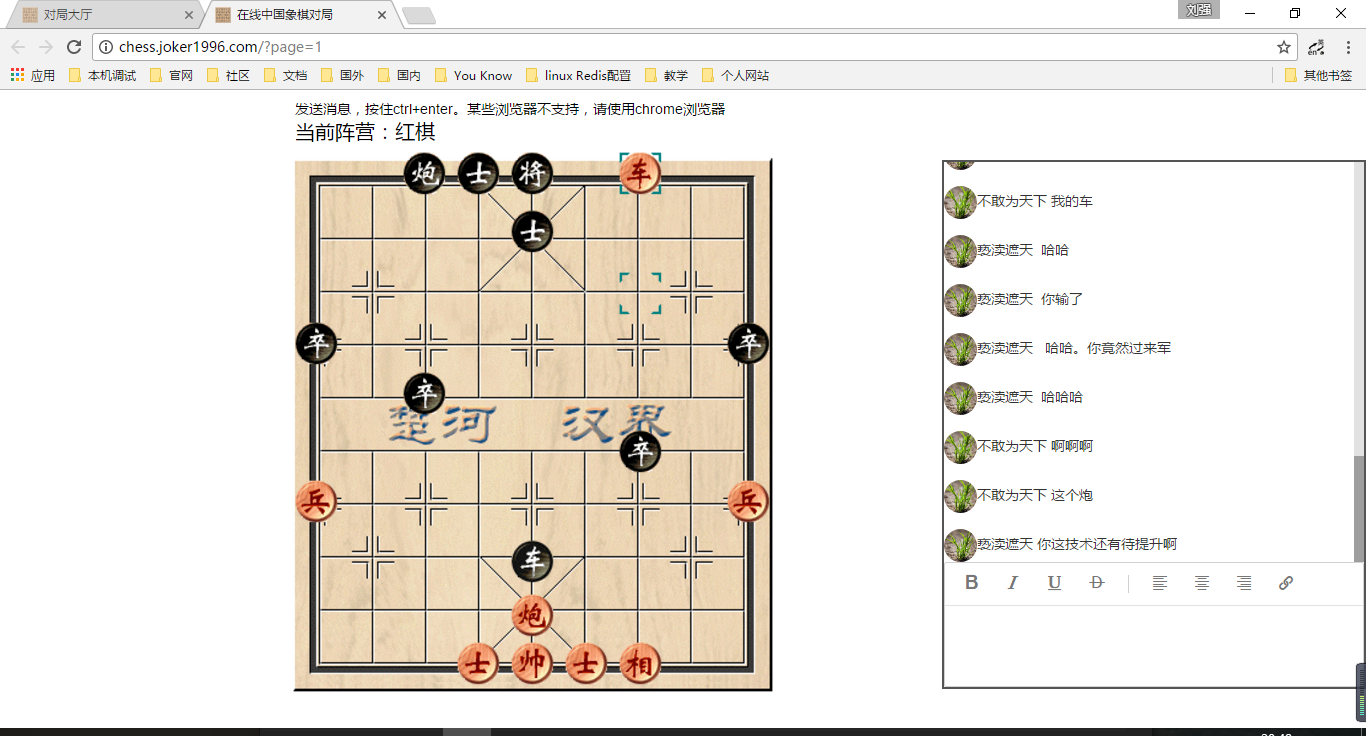 对局大厅
在线中国象棋对局
刘强
chess.joker1996.com/?page=1
应用 本机调试 官网 社区 文档 国外 国内 You Know linux Redis配置 教学 个人网站 其他书签
发送消息，按住ctrl+enter。某些浏览器不支持，请使用chrome浏览器
当前阵营：红棋
炮 士 将 车
士
卒 卒
卒
楚河 汉界
卒
兵 兵
车
炮
士 帅 士 相
不敢为天下 我的车
亵渎遮天 哈哈
亵渎遮天 你输了
亵渎遮天 哈哈。你竟然过来军
亵渎遮天 哈哈哈
不敢为天下 啊啊啊
不敢为天下 这个炮
亵渎遮天 你这技术还有待提升啊
B I U D